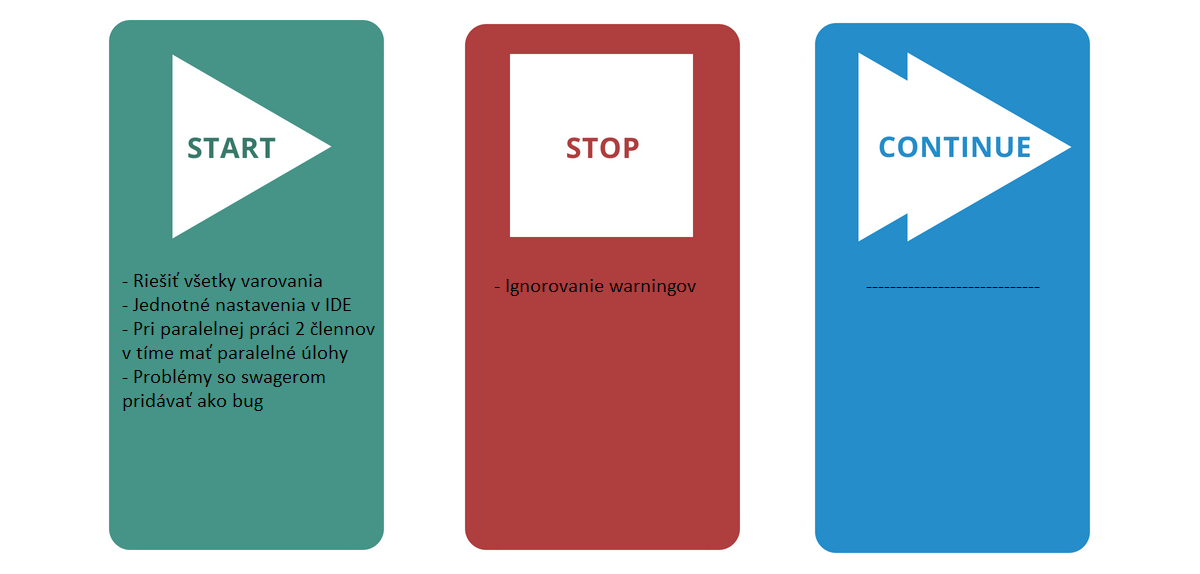 START
- Riešiť všetky varovania
- Jednotné nastavenia v IDE
- Pri paralelnej práci 2 člennov
v tíme mať paralelné úlohy
- Problémy so swagerom
pridávať ako bug
STOP
- Ignorovanie warningov
CONTINUE
-----------------------------